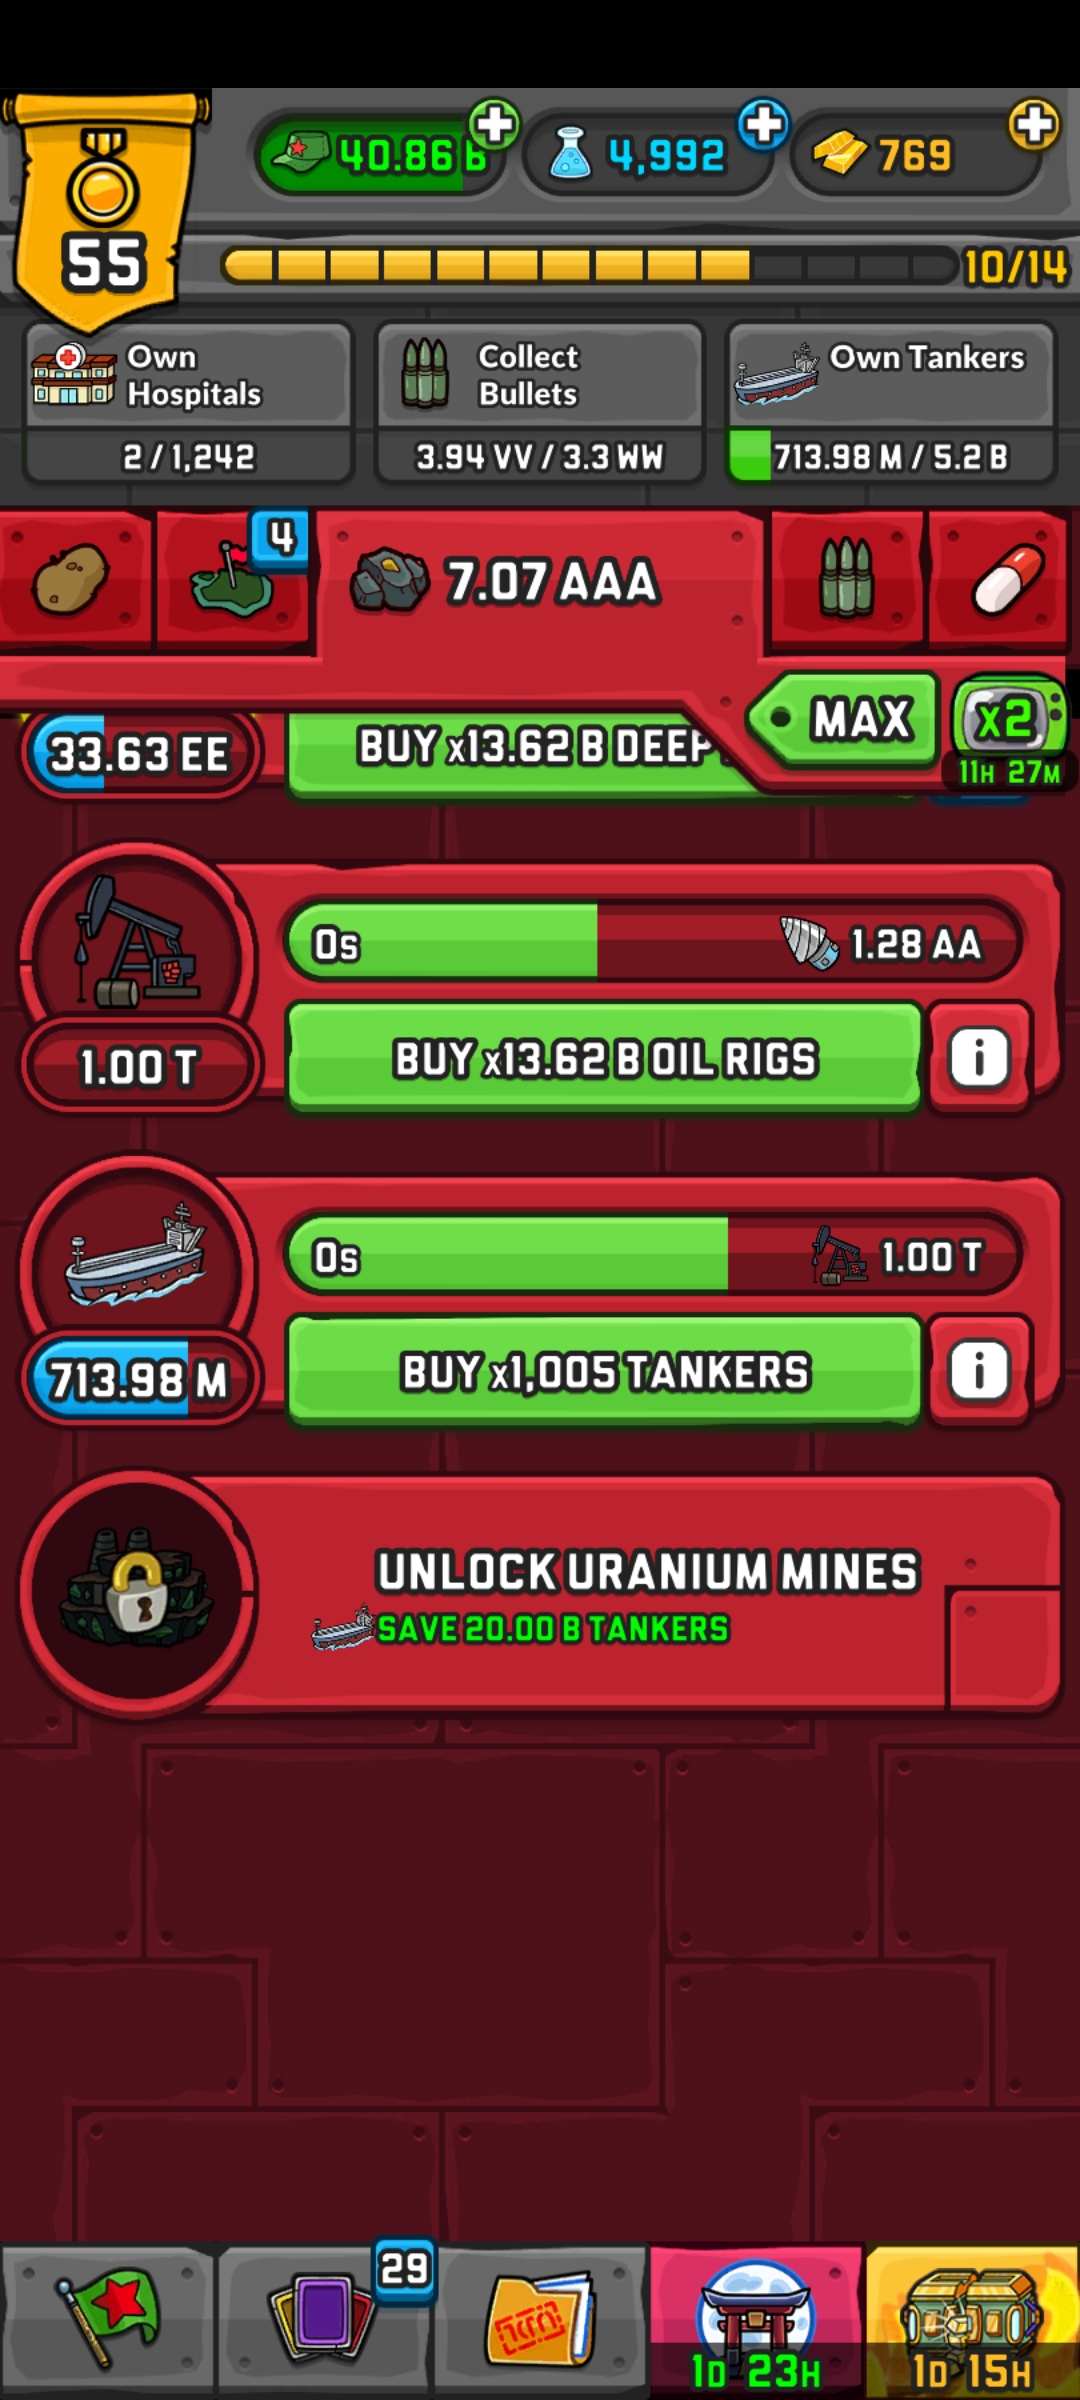 40.86 B
4,992
769
55
10/14
Own
Hospitals
2 / 1,242
Collect
Bullets
3.94 VV / 3.3 WW
Own Tankers
713.98 M / 5.2 B
4
7.07 AAA
MAX
x2
11H 27M
33.63 EE
BUY x13.62 B DEEP
0s
1.28 AA
1.00 T
BUY x13.62 B OIL RIGS
i
0s
1.00 T
713.98 M
BUY x1,005 TANKERS
i
UNLOCK URANIUM MINES
SAVE 20.00 B TANKERS
29
1D 23H
1D 15H